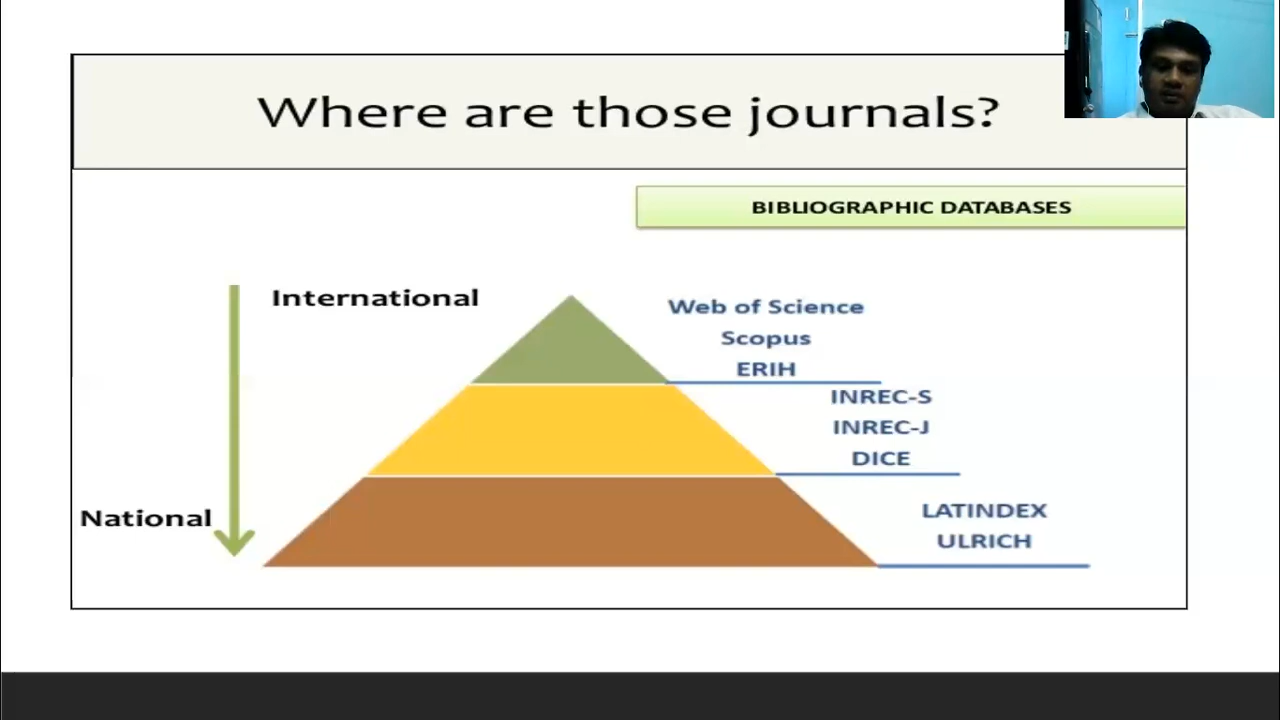 Where are those journals?
BIBLIOGRAPHIC DATABASES
International
Web of Science
Scopus
ERIH
INREC-S
INREC-J
DICE
National
LATINDEX
ULRICH